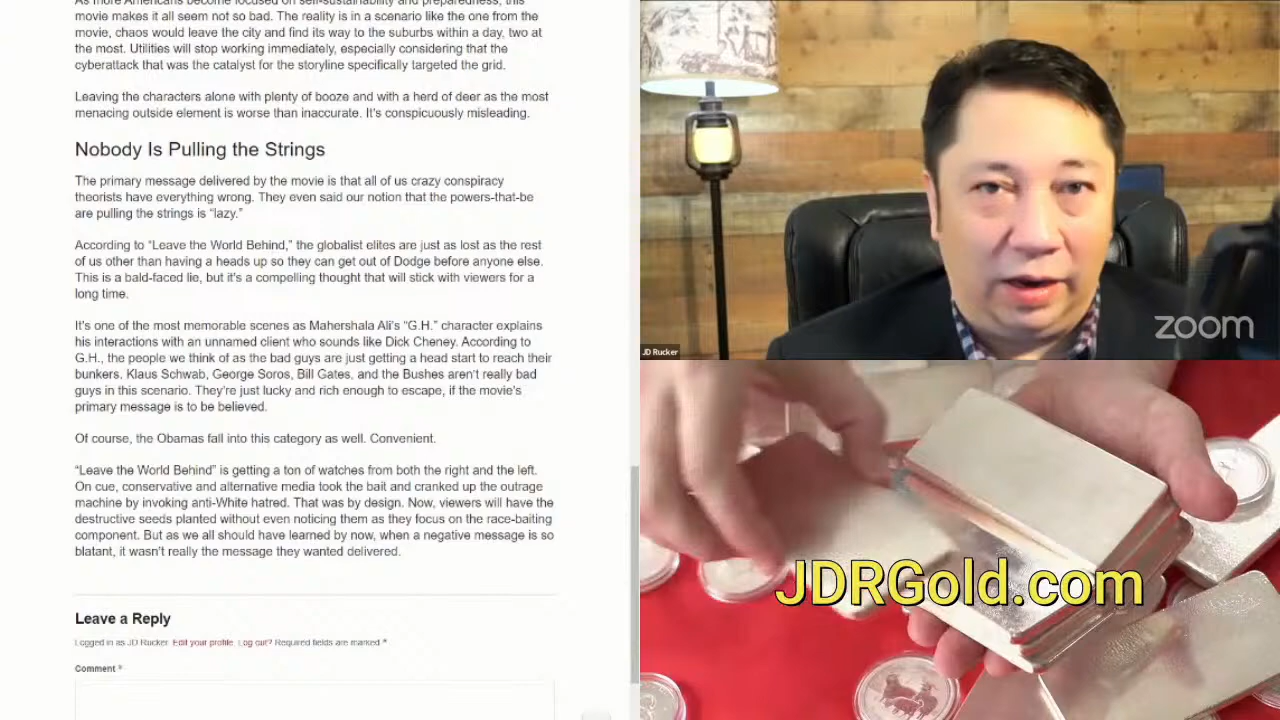 As more Americans become focused on self-sustainability and preparedness, this
movie makes it all seem not so bad. The reality is in a scenario like the one from the
movie, chaos would leave the city and find its way to the suburbs within a day, two at
the most. Utilities will stop working immediately, especially considering that the
cyberattack that was the catalyst for the storyline specifically targeted the grid.
Leaving the characters alone with plenty of booze and with a herd of deer as the most
menacing outside element is worse than inaccurate. It's conspicuously misleading.
Nobody Is Pulling the Strings
The primary message delivered by the movie is that all of us crazy conspiracy
theorists have everything wrong. They even said our notion that the powers-that-be
are pulling the strings is “lazy.”
According to “Leave the World Behind,” the globalist elites are just as lost as the rest
of us other than having a heads up so they can get out of Dodge before anyone else.
This is a bald-faced lie, but it's a compelling thought that will stick with viewers for a
long time.
It's one of the most memorable scenes as Mahershala Ali's “G.H.” character explains
his interactions with an unnamed client who sounds like Dick Cheney. According to
G.H., the people we think of as the bad guys are just getting a head start to reach their
bunkers. Klaus Schwab, George Soros, Bill Gates, and the Bushes aren't really bad
guys in this scenario. They're just lucky and rich enough to escape, if the movie's
primary message is to be believed.
Of course, the Obamas fall into this category as well. Convenient.
“Leave the World Behind” is getting a ton of watches from both the right and the left.
On cue, conservative and alternative media took the bait and cranked up the outrage
machine by invoking anti-White hatred. That was by design. Now, viewers will have the
destructive seeds planted without even noticing them as they focus on the race-baiting
component. But as we all should have learned by now, when a negative message is so
blatant, it wasn't really the message they wanted delivered.
Leave a Reply
Logged in as JD Rucker. Edit your profile. Log out? Required fields are marked *
Comment *
JD Rucker
zoom
JDRGold.com